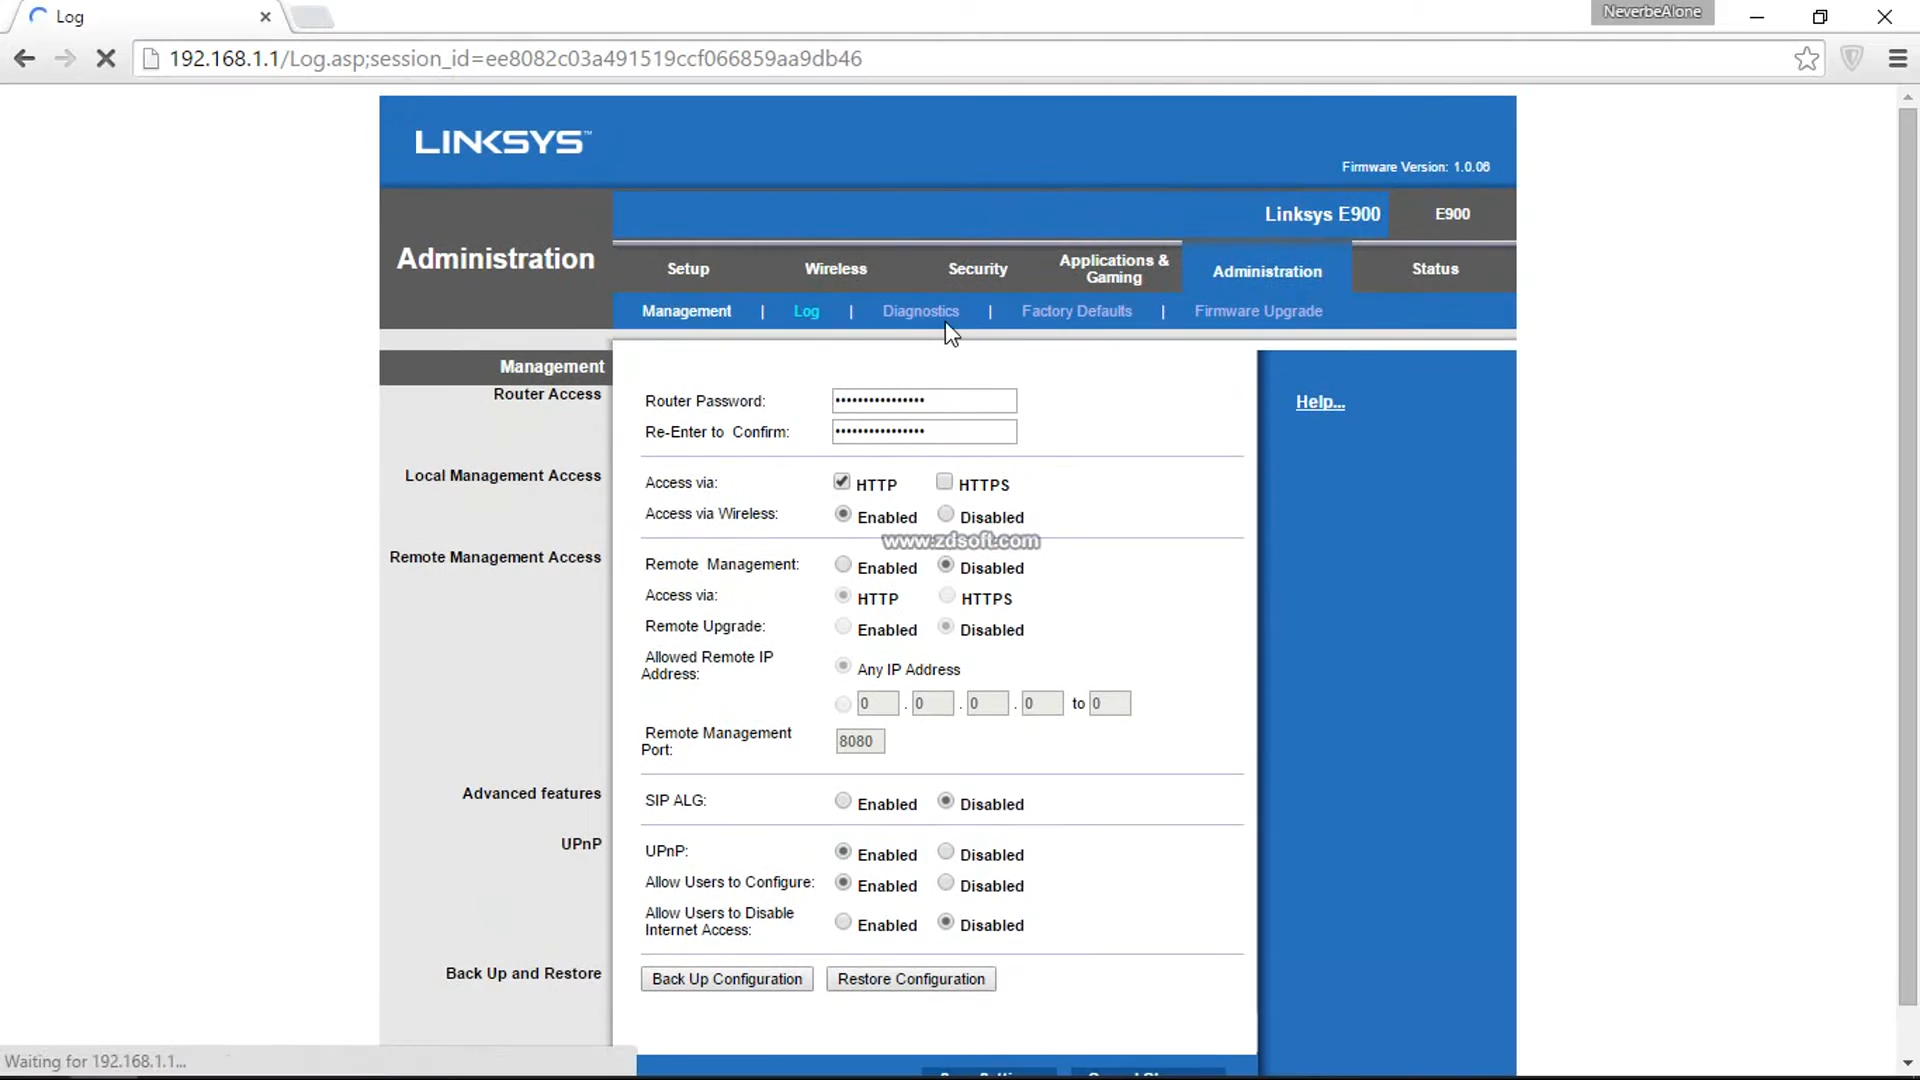 Log
NeverbeAlone
192.168.1.1/Log.asp;session_id=ee8082c03a491519ccf066859aa9db46
LINKSYS™
Firmware Version: 1.0.06
Linksys E900
E900
Administration
Setup
Wireless
Security
Applications &
Gaming
Administration
Status
Management | Log | Diagnostics | Factory Defaults | Firmware Upgrade
Management
Router Access
Router Password: ••••••••••••••••
Re-Enter to Confirm: ••••••••••••••••
Help...
Local Management Access
Access via: HTTP HTTPS
Access via Wireless: Enabled Disabled
www.zdsoft.com
Remote Management Access
Remote Management: Enabled Disabled
Access via: HTTP HTTPS
Remote Upgrade: Enabled Disabled
Allowed Remote IP
Address:
Any IP Address
0 . 0 . 0 . 0 to 0
Remote Management
Port:
8080
Advanced features
SIP ALG: Enabled Disabled
UPnP
UPnP: Enabled Disabled
Allow Users to Configure: Enabled Disabled
Allow Users to Disable
Internet Access:
Enabled Disabled
Back Up and Restore
Back Up Configuration
Restore Configuration
Waiting for 192.168.1.1...